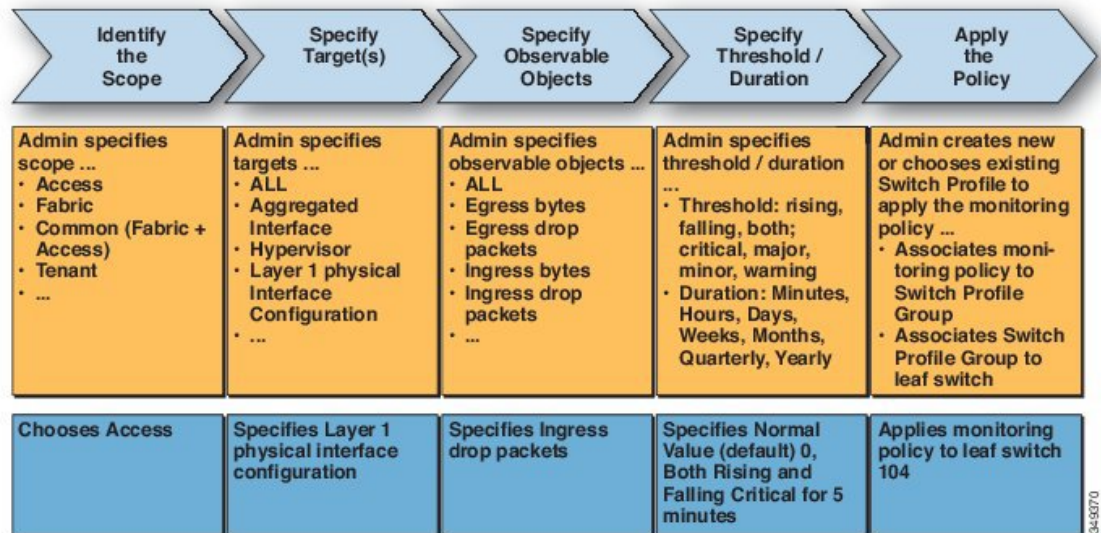 Identify
the
Scope
Specify
Target(s)
Specify
Observable
Objects
Specify
Threshold /
Duration
Apply
the
Policy
Admin specifies
scope ...
• Access
• Fabric
• Common (Fabric +
Access)
• Tenant
• ...
Admin specifies
targets ...
• ALL
• Aggregated
Interface
• Hypervisor
• Layer 1 physical
Interface
Configuration
• ...
Admin specifies
observable objects ...
• ALL
• Egress bytes
• Egress drop
packets
• Ingress bytes
• Ingress drop
packets
• ...
Admin specifies
threshold / duration
...
• Threshold: rising,
falling, both;
critical, major,
minor, warning
• Duration: Minutes,
Hours, Days,
Weeks, Months,
Quarterly, Yearly
Admin creates new
or chooses existing
Switch Profile to
apply the monitoring
policy ...
• Associates moni-
toring policy to
Switch Profile
Group
• Associates Switch
Profile Group to
leaf switch
Chooses Access
Specifies Layer 1
physical interface
configuration
Specifies Ingress
drop packets
Specifies Normal
Value (default) 0,
Both Rising and
Falling Critical for 5
minutes
Applies monitoring
policy to leaf switch
104
349370